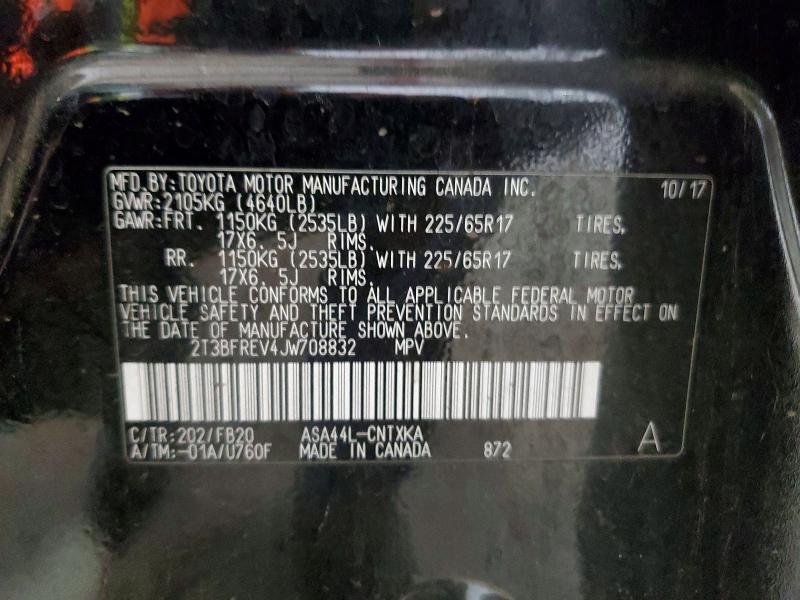 MFD.BY:TOYOTA MOTOR MANUFACTURING CANADA INC. 10/17
GVWR:2105KG (4640LB)
GAWR:FRT. 1150KG (2535LB) WITH 225/65R17 TIRES,
17X6.5J RIMS.
RR. 1150KG (2535LB) WITH 225/65R17 TIRES,
17X6.5J RIMS.
THIS VEHICLE CONFORMS TO ALL APPLICABLE FEDERAL MOTOR
VEHICLE SAFETY AND THEFT PREVENTION STANDARDS IN EFFECT ON
THE DATE OF MANUFACTURE SHOWN ABOVE.
2T3BFREV4JW708832 MPV
C/TR:202/FB20 ASA44L-CNTXKA A
A/TM:-01A/U760F MADE IN CANADA 872